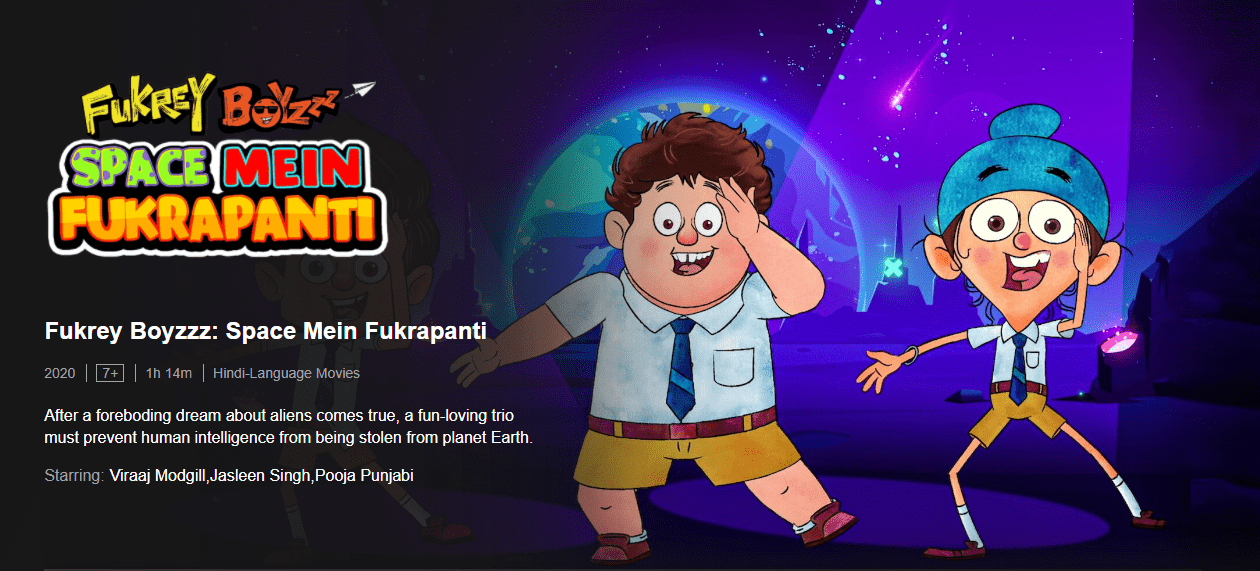 FUKREY BOYzzz
SPACE MEIN
FUKRAPANTI
Fukrey Boyzzz: Space Mein Fukrapanti
2020 | 7+ | 1h 14m | Hindi-Language Movies
After a foreboding dream about aliens comes true, a fun-loving trio
must prevent human intelligence from being stolen from planet Earth.
Starring: Viraaj Modgill,Jasleen Singh,Pooja Punjabi